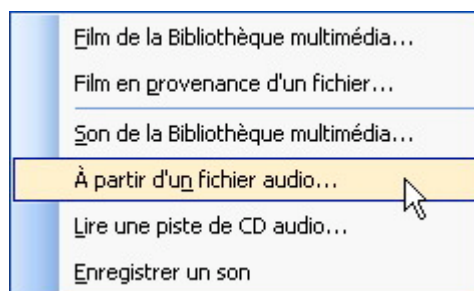 Film de la Bibliothèque multimédia...
Film en provenance d'un fichier...
Son de la Bibliothèque multimédia...
À partir d'un fichier audio...
Lire une piste de CD audio...
Enregistrer un son